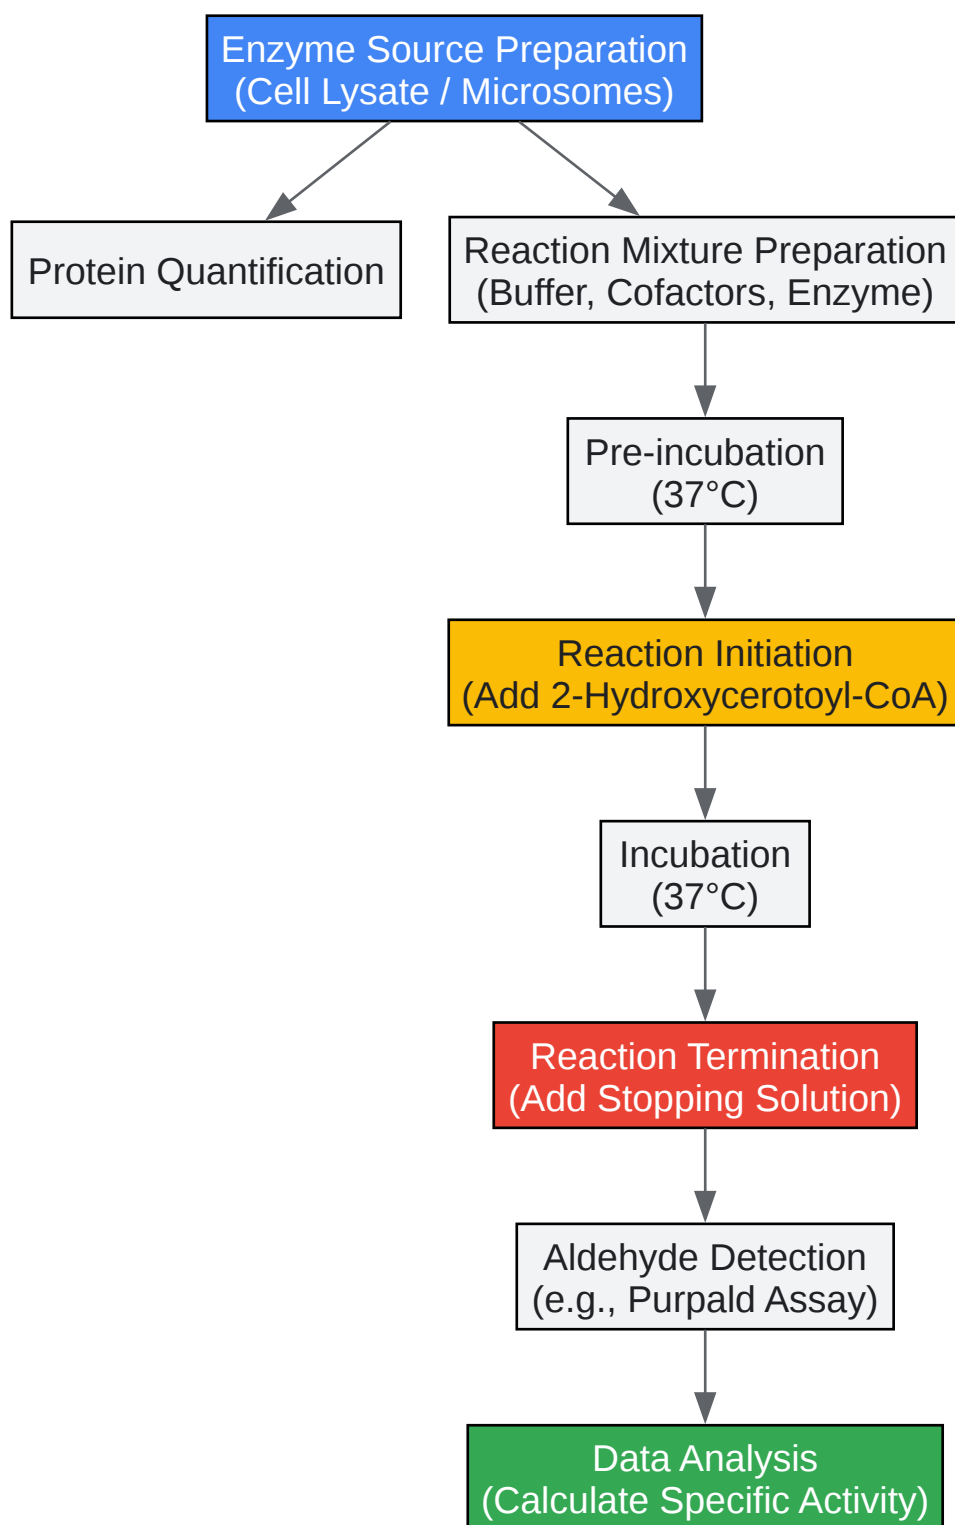 Enzyme Source Preparation
(Cell Lysate / Microsomes)
Protein Quantification
Reaction Mixture Preparation
(Buffer, Cofactors, Enzyme)
Pre-incubation
(37°C)
Reaction Initiation
(Add 2-Hydroxycerotoyl-CoA)
Incubation
(37°C)
Reaction Termination
(Add Stopping Solution)
Aldehyde Detection
(e.g., Purpald Assay)
Data Analysis
(Calculate Specific Activity)